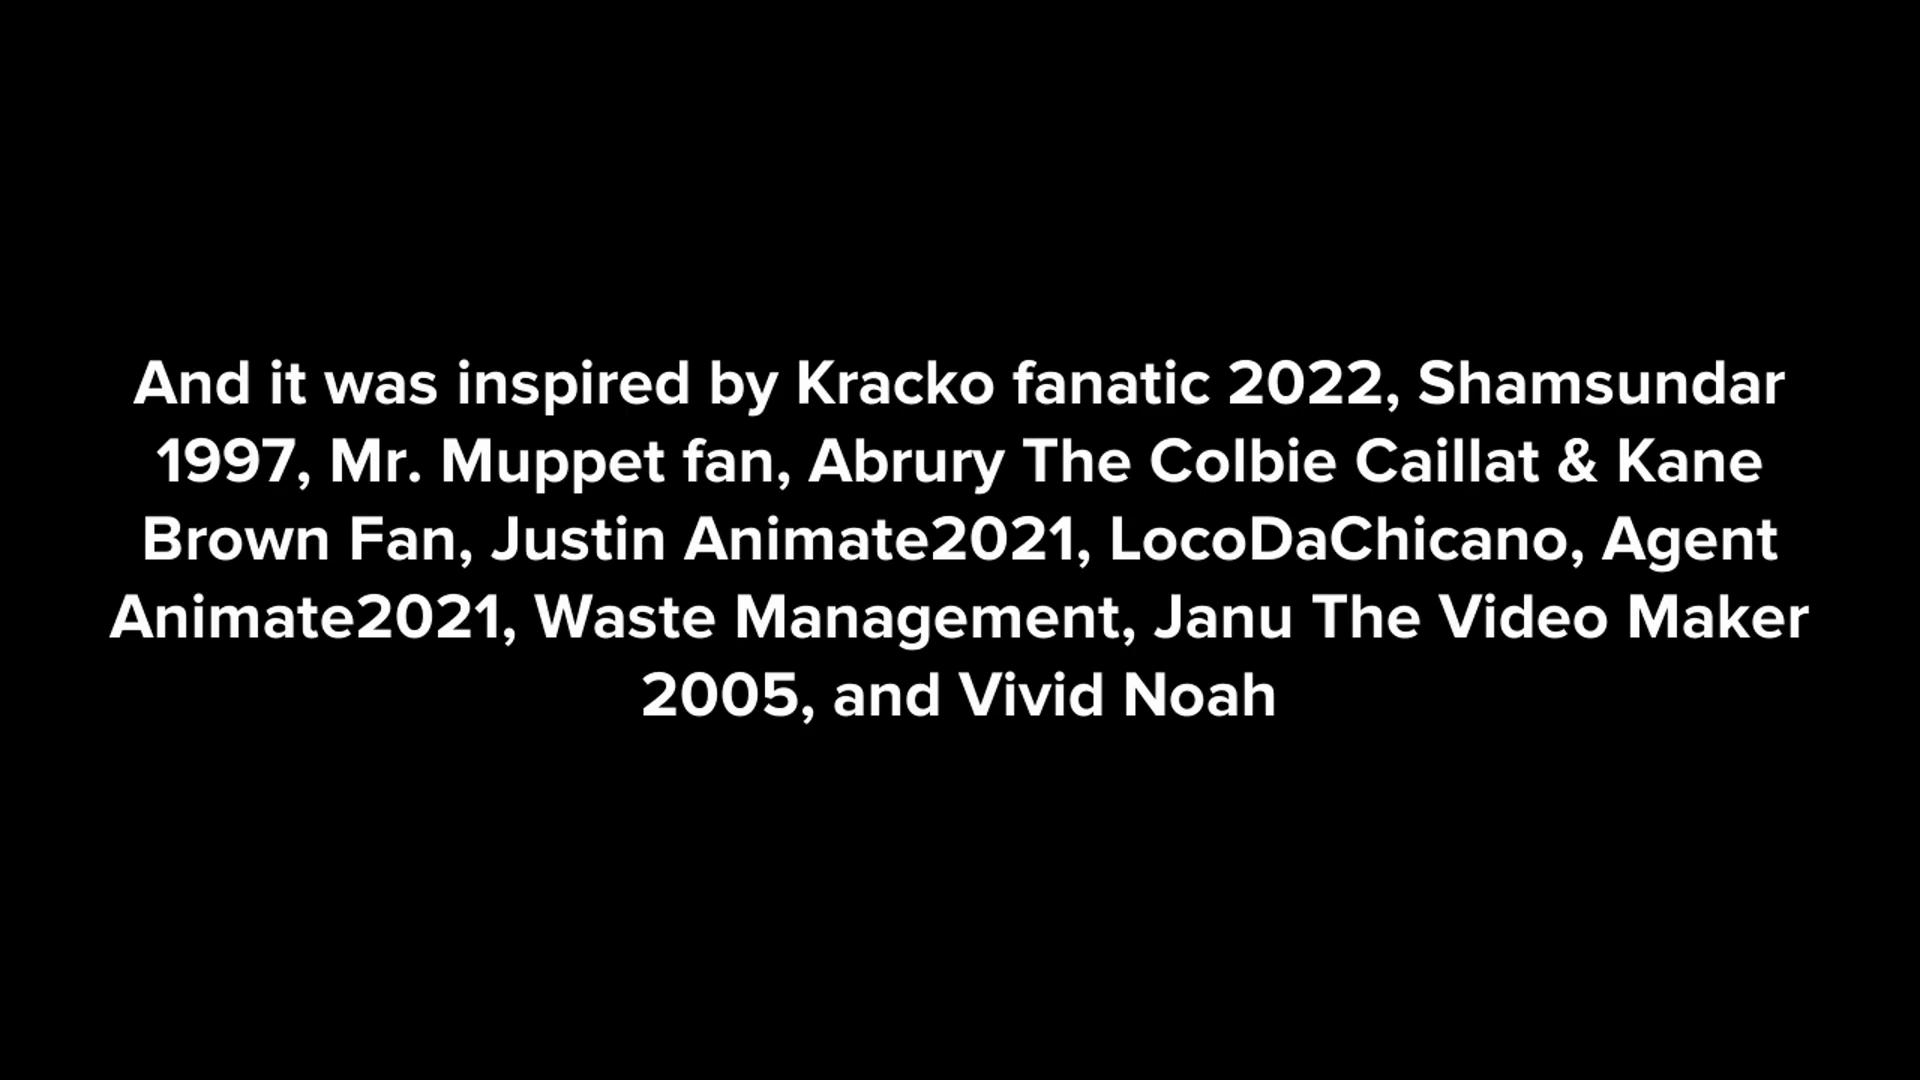 And it was inspired by Kracko fanatic 2022, Shamsundar
1997, Mr. Muppet fan, Abrury The Colbie Caillat & Kane
Brown Fan, Justin Animate2021, LocoDaChicano, Agent
Animate2021, Waste Management, Janu The Video Maker
2005, and Vivid Noah